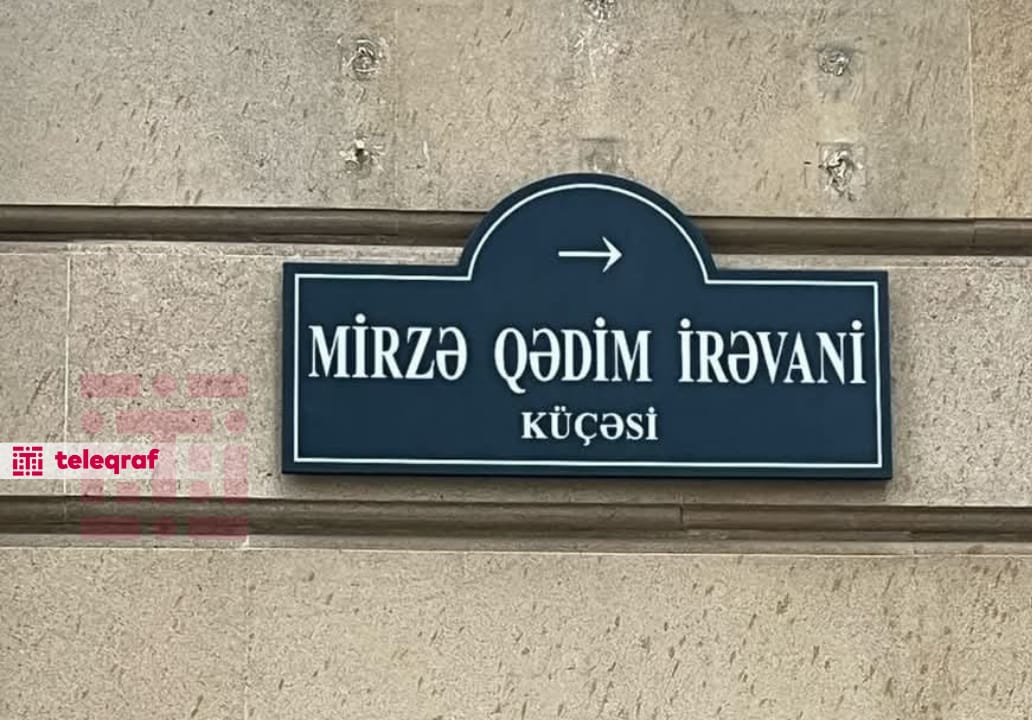 →
MİRZƏ QƏDİM İRƏVANİ
KÜÇƏSİ
teleqraf